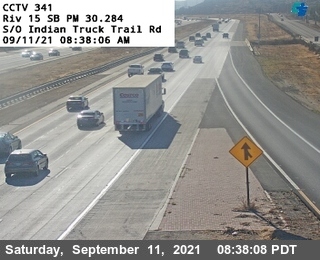 CCTV 341
Riv 15 SB PM 30.284
S/O Indian Truck Trail Rd
09/11/21 08:38:06 AM
Saturday, September 11, 2021 08:38:08 PDT